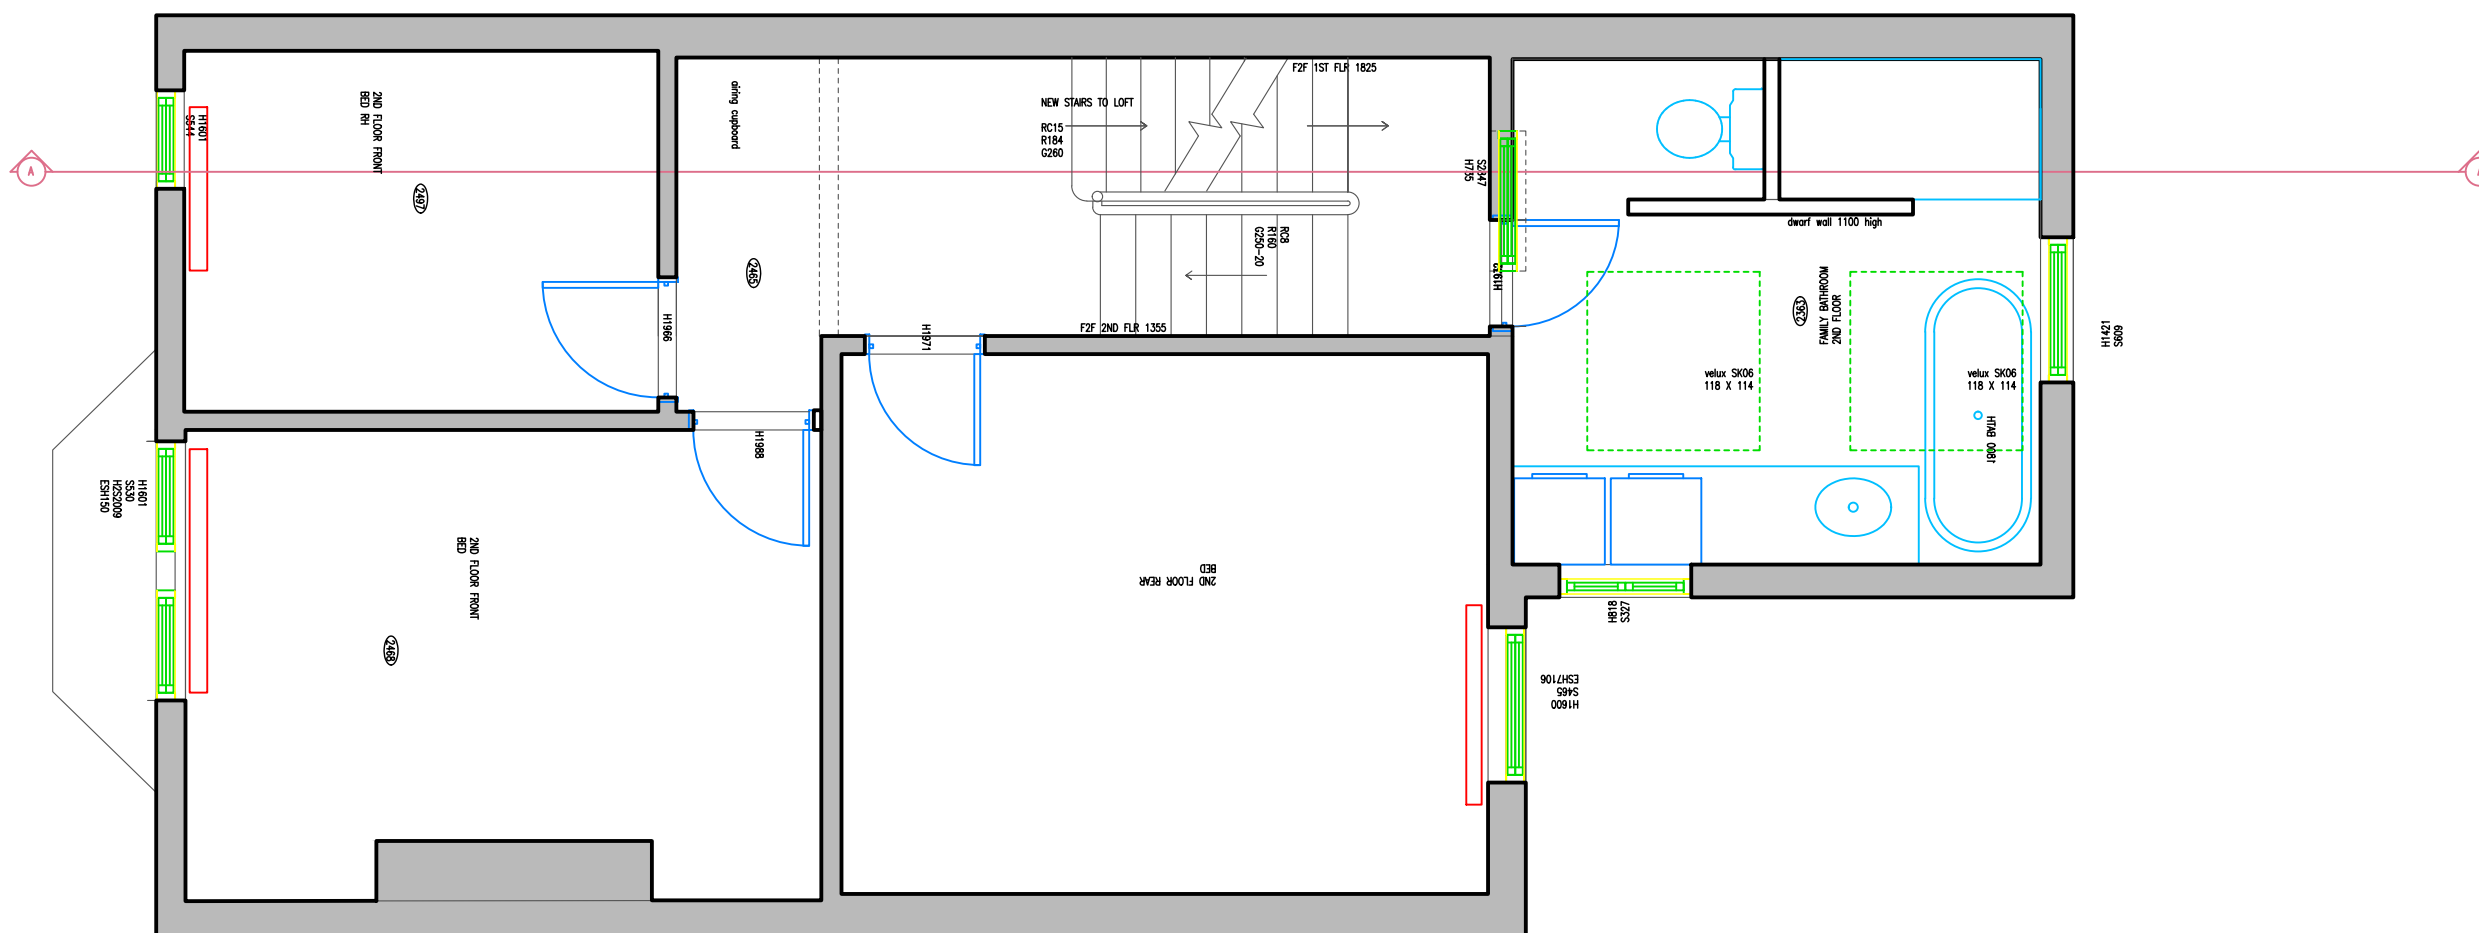 A
2ND FLOOR FRONT
BED RH
H1601
S544
2497
airing cupboard
2465
NEW STAIRS TO LOFT
RC15
R184
G260
F2F 1ST FLR 1825
RC8
R160
G250-20
F2F 2ND FLR 1355
H1966
H1971
H1988
S2347
H735
dwarf wall 1100 high
FAMILY BATHROOM
2ND FLOOR
2363
velux SK06
118 X 114
velux SK06
118 X 114
1800 BATH
H1421
S609
H1601
S530
H2S2009
ESH150
2ND FLOOR FRONT
BED
2468
2ND FLOOR REAR
BED
H818
S327
H1600
S465
ESH7106